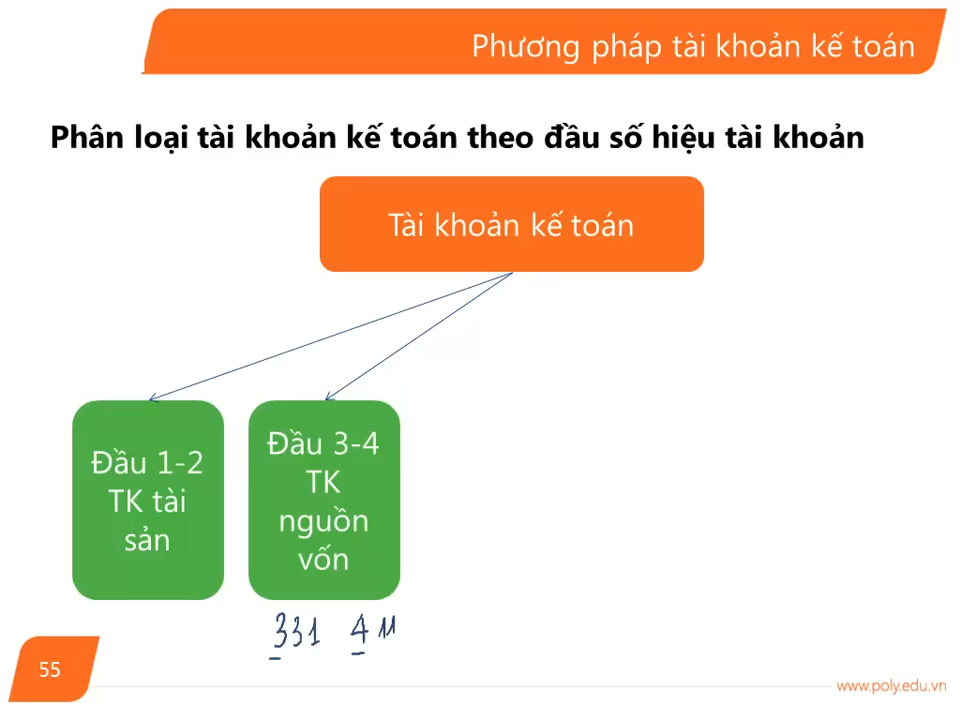 Phương pháp tài khoản kế toán
Phân loại tài khoản kế toán theo đầu số hiệu tài khoản
Tài khoản kế toán
Đầu 1-2
TK tài
sản
Đầu 3-4
TK
nguồn
vốn
331 411
55
www.poly.edu.vn